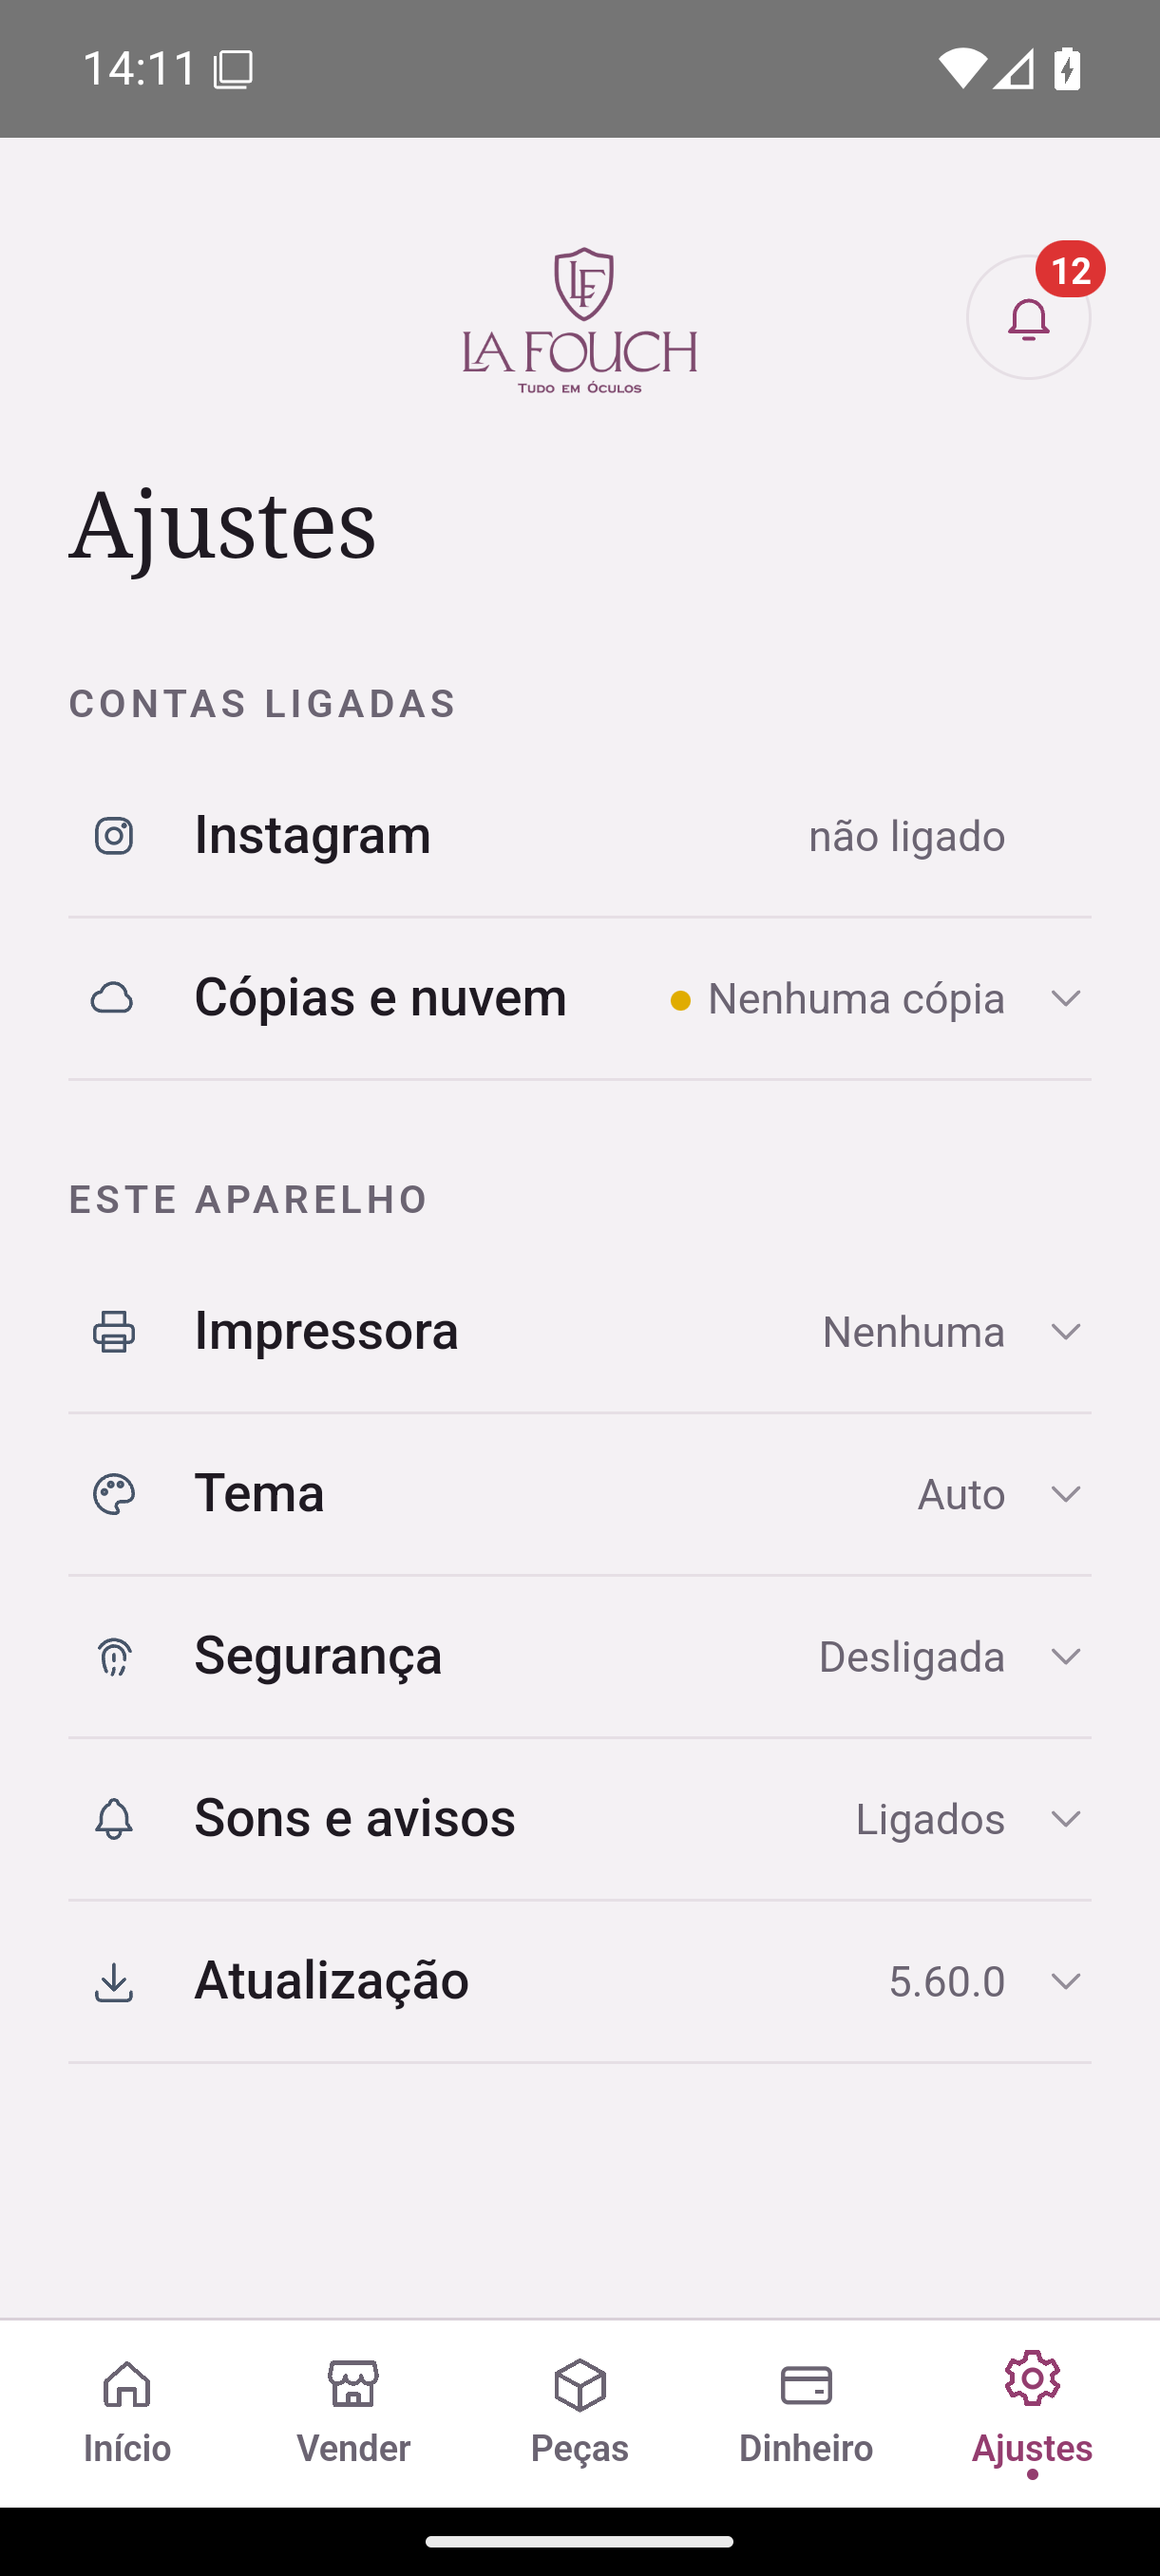 14:11
12
LF
LA FOUCH
TUDO EM ÓCULOS
Ajustes
CONTAS LIGADAS
Instagram não ligado
Cópias e nuvem Nenhuma cópia
ESTE APARELHO
Impressora Nenhuma
Tema Auto
Segurança Desligada
Sons e avisos Ligados
Atualização 5.60.0
Início Vender Peças Dinheiro Ajustes